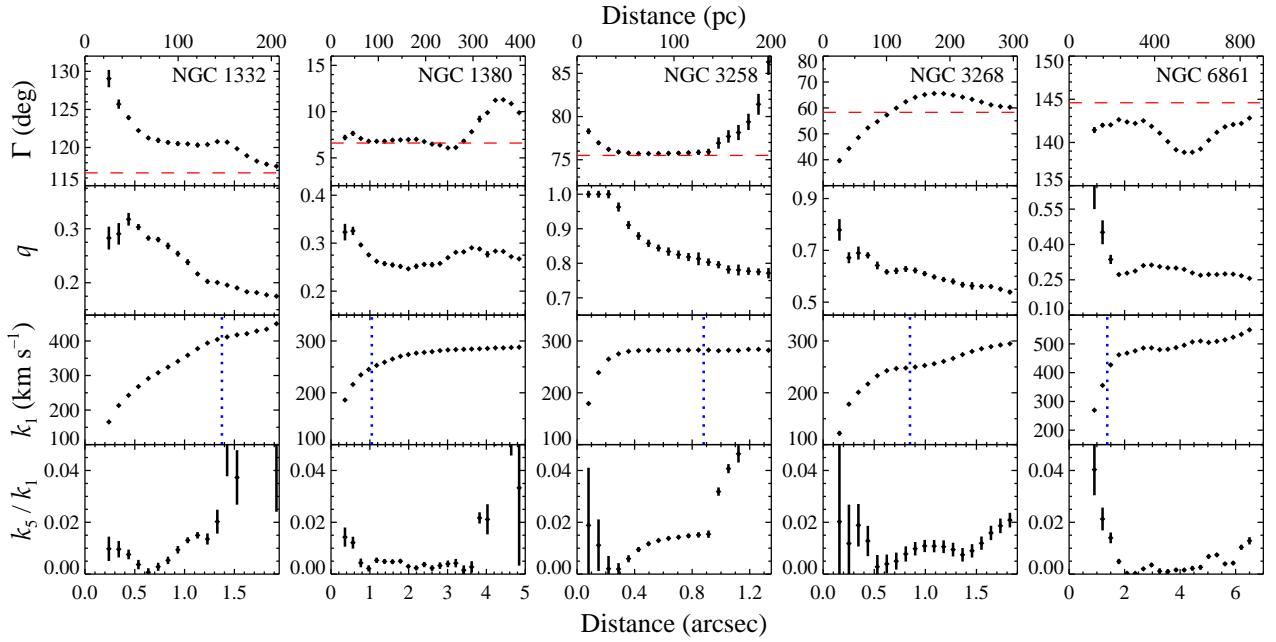 Distance (pc)
0 100 200 0 100 200 300 400 0 50 100 150 200 0 100 200 300 0 400 800
NGC 1332 NGC 1380 NGC 3258 NGC 3268 NGC 6861
Γ (deg)
130 125 120 115
15 10 5
85 80 75
80 70 60 50 40
150 145 140 135
q
0.3 0.2
0.4 0.3 0.2
1.0 0.9 0.8 0.7
0.9 0.7 0.5
0.55 0.40 0.25 0.10
k₁ (km s⁻¹)
400 300 200 100
300 200 100
300 200 100
300 200 100
500 400 300 200
k₅ / k₁
0.04 0.02 0.00
0.04 0.02 0.00
0.04 0.02 0.00
0.04 0.02 0.00
0.04 0.02 0.00
0.0 0.5 1.0 1.5 0 1 2 3 4 5 0.0 0.4 0.8 1.2 0.0 0.5 1.0 1.5 0 2 4 6
Distance (arcsec)